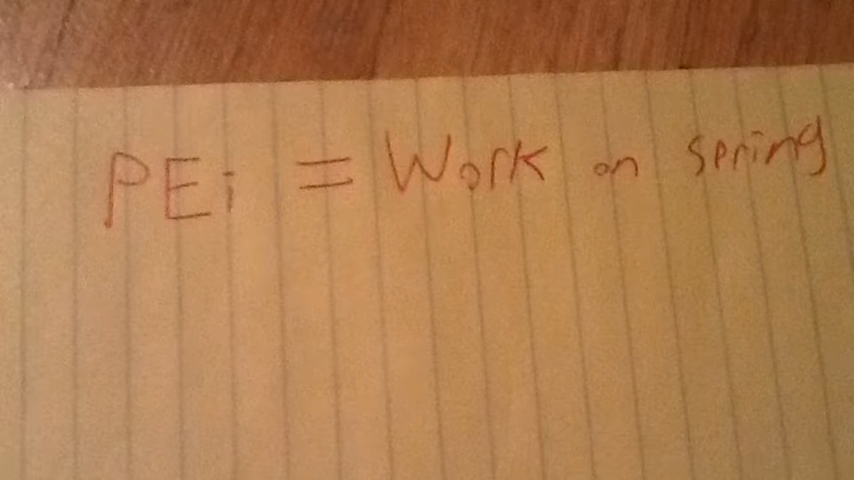 PEi = Work on spring